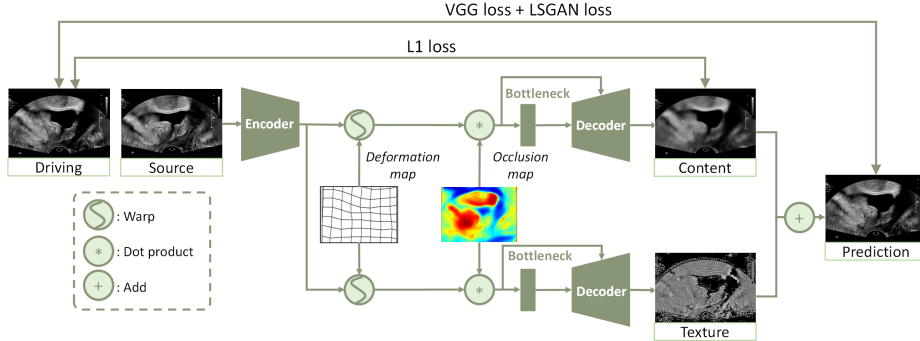 VGG loss + LSGAN loss
L1 loss
Driving
Source
Encoder
Deformation
map
Occlusion
map
Bottleneck
Decoder
Content
: Warp
: Dot product
: Add
Bottleneck
Decoder
Texture
Prediction